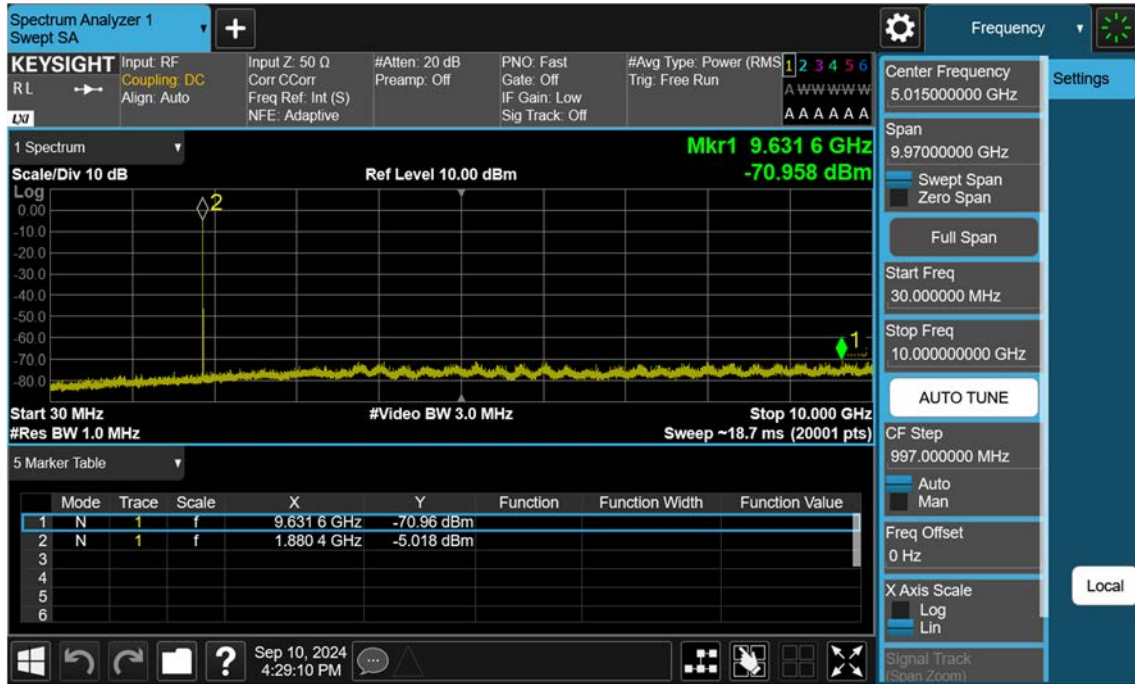 Spectrum Analyzer 1
Swept SA
+
Frequency
KEYSIGHT
R L
LXI
Input: RF
Coupling: DC
Align: Auto
Input Z: 50 Ω
Corr CCorr
Freq Ref: Int (S)
NFE: Adaptive
#Atten: 20 dB
Preamp: Off
PNO: Fast
Gate: Off
IF Gain: Low
Sig Track: Off
#Avg Type: Power (RMS
Trig: Free Run
1 2 3 4 5 6
A W W W W W
A A A A A A
1 Spectrum
Mkr1 9.631 6 GHz
-70.958 dBm
Scale/Div 10 dB
Ref Level 10.00 dBm
Log
0.00
-10.0
-20.0
-30.0
-40.0
-50.0
-60.0
-70.0
-80.0
2
1
Start 30 MHz
#Video BW 3.0 MHz
Stop 10.000 GHz
#Res BW 1.0 MHz
Sweep ~18.7 ms (20001 pts)
5 Marker Table
Mode Trace Scale X Y Function Function Width Function Value
1 N 1 f 9.631 6 GHz -70.96 dBm
2 N 1 f 1.880 4 GHz -5.018 dBm
3
4
5
6
?
Sep 10, 2024
4:29:10 PM
Center Frequency
5.015000000 GHz
Settings
Span
9.97000000 GHz
Swept Span
Zero Span
Full Span
Start Freq
30.000000 MHz
Stop Freq
10.000000000 GHz
AUTO TUNE
CF Step
997.000000 MHz
Auto
Man
Freq Offset
0 Hz
X Axis Scale
Log
Lin
Local
Signal Track
(Span Zoom)